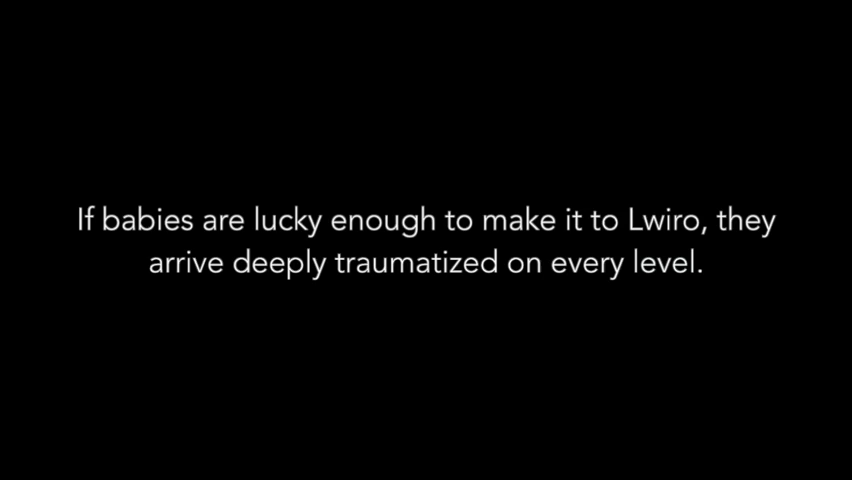 If babies are lucky enough to make it to Lwiro, they
arrive deeply traumatized on every level.